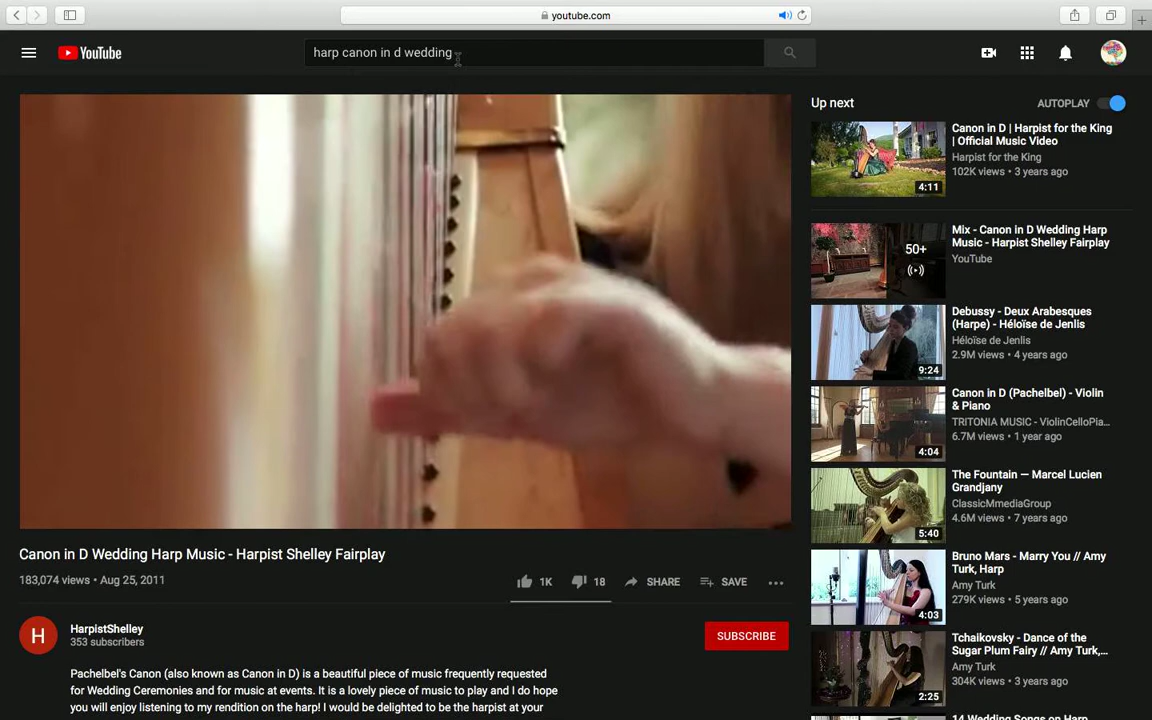 youtube.com
YouTube
harp canon in d wedding
Up next
AUTOPLAY
Canon in D | Harpist for the King
| Official Music Video
Harpist for the King
102K views • 3 years ago
4:11
Mix - Canon in D Wedding Harp
Music - Harpist Shelley Fairplay
YouTube
50+
Debussy - Deux Arabesques
(Harpe) - Héloïse de Jenlis
Héloïse de Jenlis
2.9M views • 4 years ago
9:24
Canon in D (Pachelbel) - Violin
& Piano
TRITONIA MUSIC - ViolinCelloPia...
6.7M views • 1 year ago
4:04
The Fountain — Marcel Lucien
Grandjany
ClassicMmediaGroup
4.6M views • 7 years ago
5:40
Bruno Mars - Marry You // Amy
Turk, Harp
Amy Turk
279K views • 5 years ago
4:03
Tchaikovsky - Dance of the
Sugar Plum Fairy // Amy Turk,...
Amy Turk
304K views • 3 years ago
2:25
14 Wedding Songs on Harp
Canon in D Wedding Harp Music - Harpist Shelley Fairplay
183,074 views • Aug 25, 2011
1K
18
SHARE
SAVE
H
HarpistShelley
353 subscribers
SUBSCRIBE
Pachelbel's Canon (also known as Canon in D) is a beautiful piece of music frequently requested
for Wedding Ceremonies and for music at events. It is a lovely piece of music to play and I do hope
you will enjoy listening to my rendition on the harp! I would be delighted to be the harpist at your